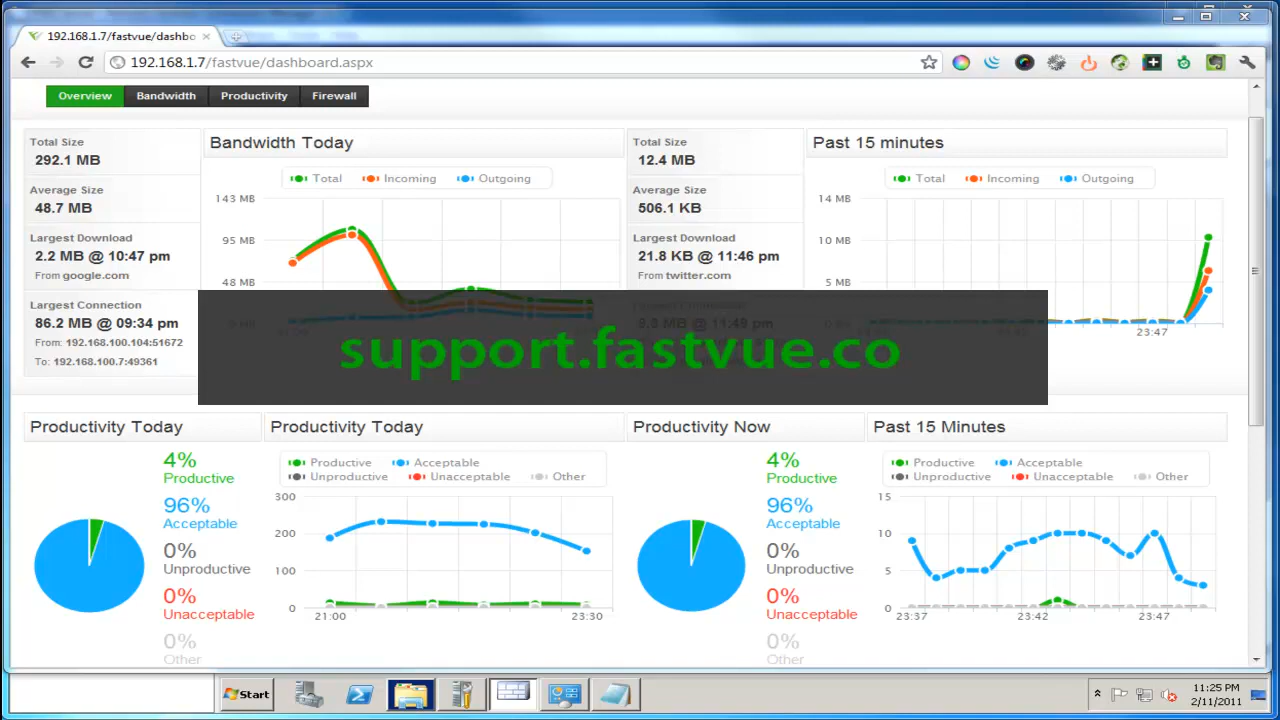 192.168.1.7/fastvue/dashbo
192.168.1.7/fastvue/dashboard.aspx
Overview Bandwidth Productivity Firewall
Total Size
292.1 MB
Average Size
48.7 MB
Largest Download
2.2 MB @ 10:47 pm
From google.com
Largest Connection
86.2 MB @ 09:34 pm
From: 192.168.100.104:51672
To: 192.168.100.7:49361
Bandwidth Today
Total Incoming Outgoing
143 MB
95 MB
48 MB
Total Size
12.4 MB
Average Size
506.1 KB
Largest Download
21.8 KB @ 11:46 pm
From twitter.com
Past 15 minutes
Total Incoming Outgoing
14 MB
10 MB
5 MB
23:47
support.fastvue.co
Productivity Today
4%
Productive
96%
Acceptable
0%
Unproductive
0%
Unacceptable
0%
Other
Productivity Today
Productive Acceptable
Unproductive Unacceptable Other
300
200
100
0
21:00 23:30
Productivity Now
4%
Productive
96%
Acceptable
0%
Unproductive
0%
Unacceptable
0%
Other
Past 15 Minutes
Productive Acceptable
Unproductive Unacceptable Other
15
10
5
0
23:37 23:42 23:47
Start
11:25 PM
2/11/2011